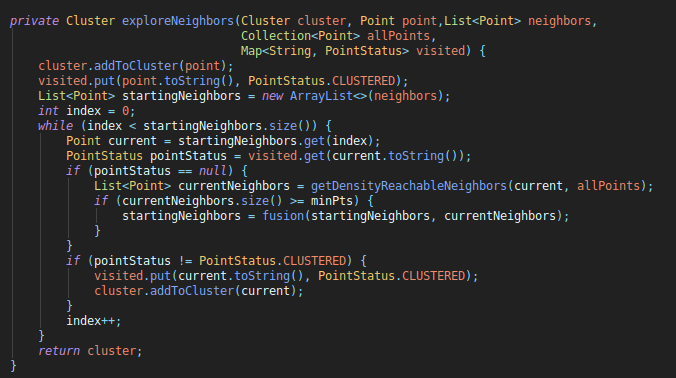 private Cluster exploreNeighbors(Cluster cluster, Point point,List<Point> neighbors,
                                 Collection<Point> allPoints,
                                 Map<String, PointStatus> visited) {
    cluster.addToCluster(point);
    visited.put(point.toString(), PointStatus.CLUSTERED);
    List<Point> startingNeighbors = new ArrayList<>(neighbors);
    int index = 0;
    while (index < startingNeighbors.size()) {
        Point current = startingNeighbors.get(index);
        PointStatus pointStatus = visited.get(current.toString());
        if (pointStatus == null) {
            List<Point> currentNeighbors = getDensityReachableNeighbors(current, allPoints);
            if (currentNeighbors.size() >= minPts) {
                startingNeighbors = fusion(startingNeighbors, currentNeighbors);
            }
        }
        if (pointStatus != PointStatus.CLUSTERED) {
            visited.put(current.toString(), PointStatus.CLUSTERED);
            cluster.addToCluster(current);
        }
        index++;
    }
    return cluster;
}